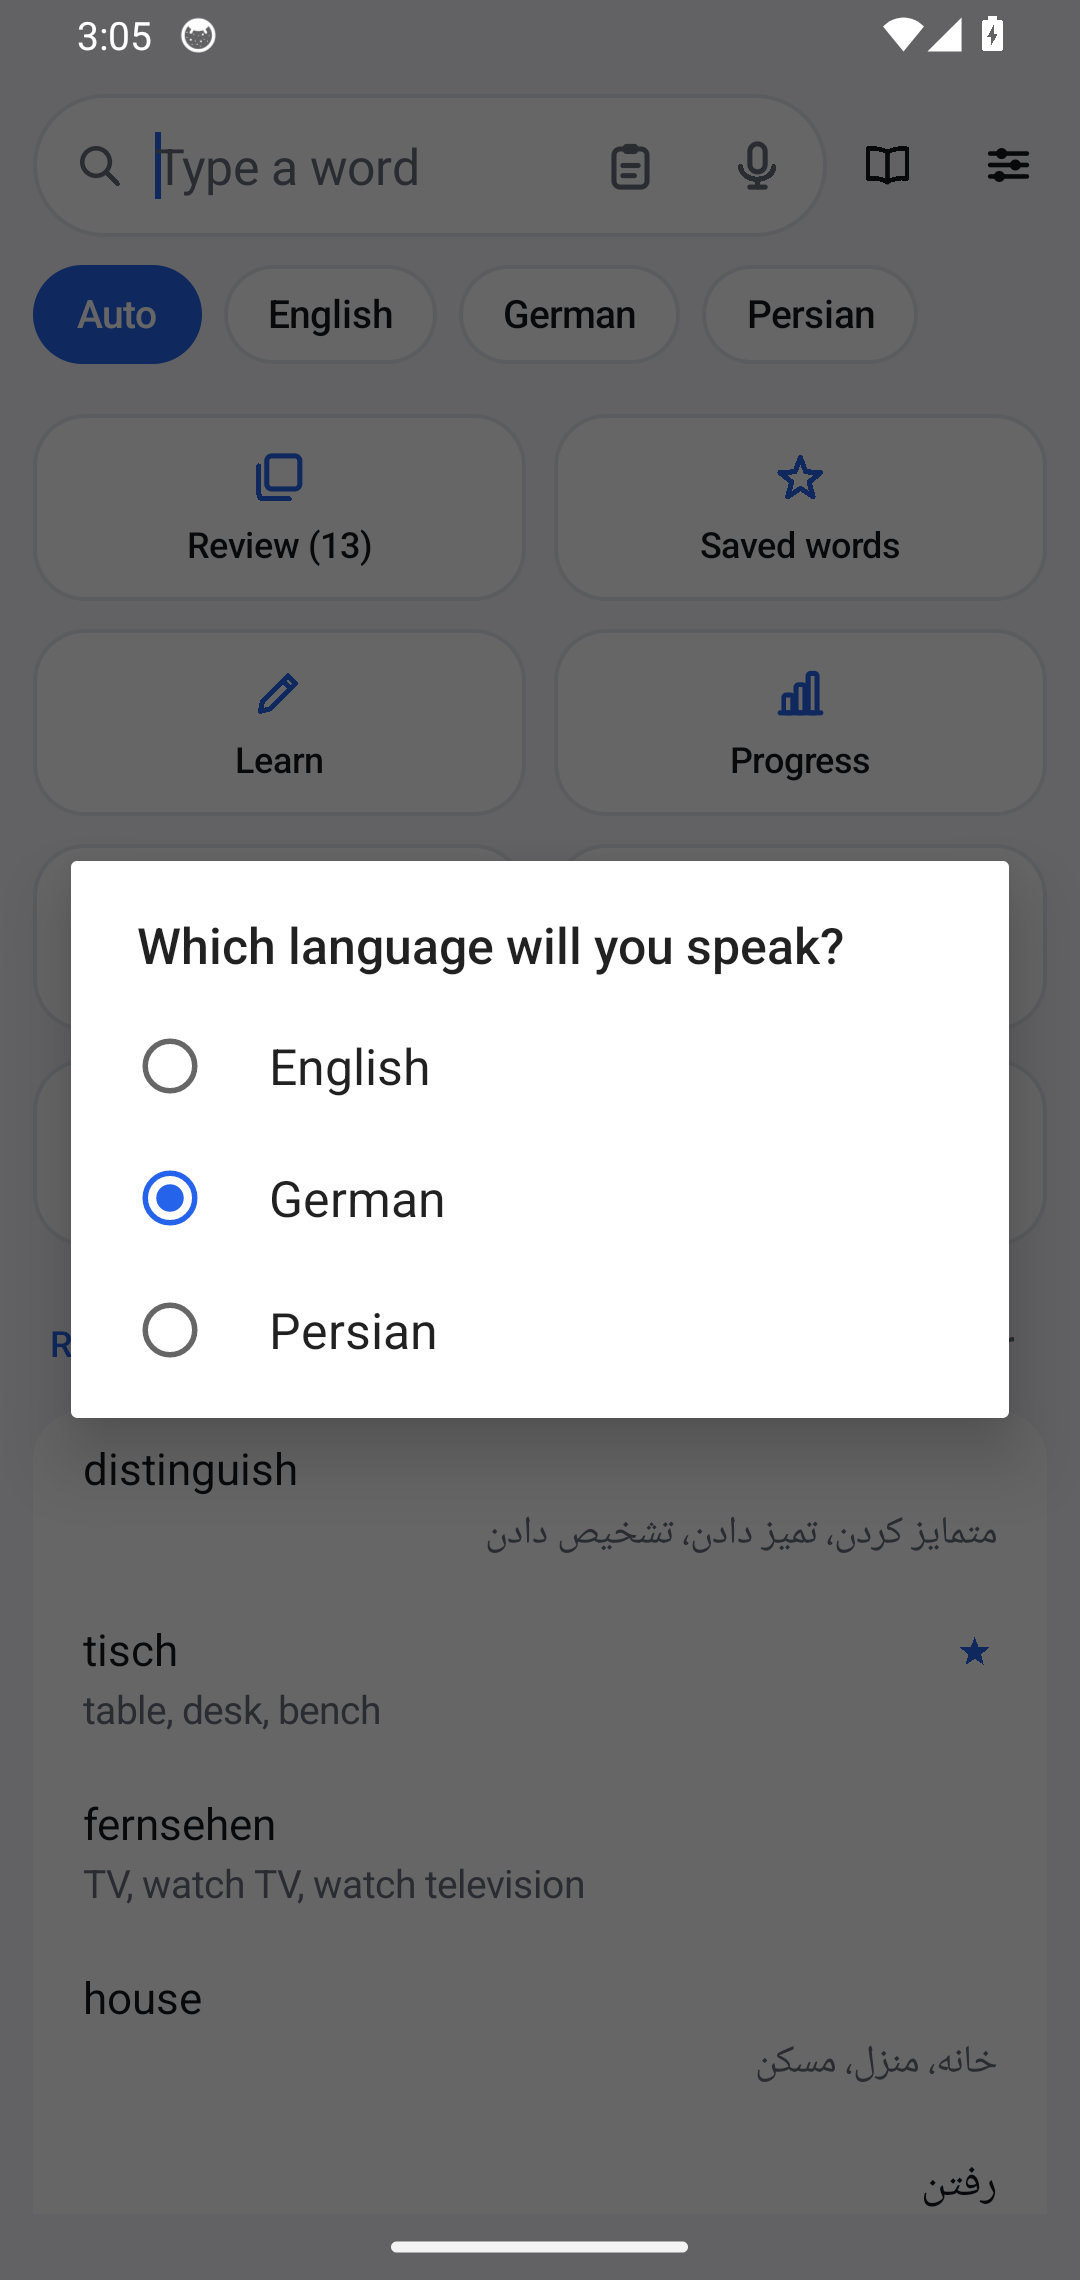 3:05
Type a word
Auto
English
German
Persian
Review (13)
Saved words
Learn
Progress
Which language will you speak?
English
German
Persian
distinguish
متمایز کردن، تمیز دادن، تشخیص دادن
tisch
table, desk, bench
fernsehen
TV, watch TV, watch television
house
خانه، منزل، مسکن
رفتن